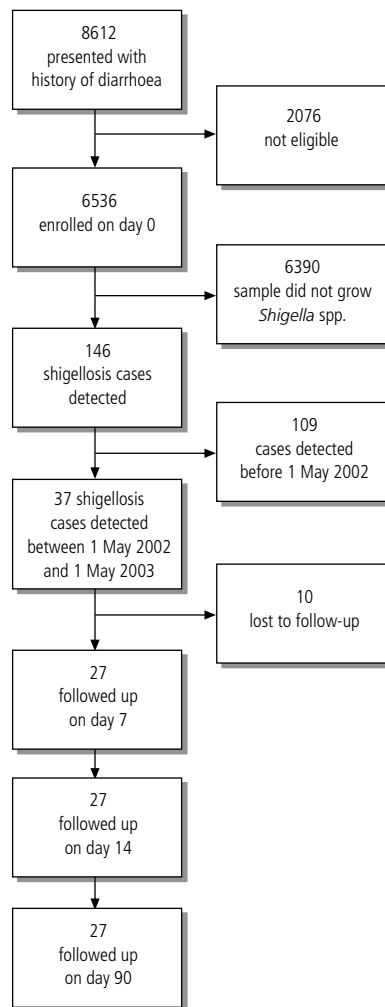 8612
presented with
history of diarrhoea
2076
not eligible
6536
enrolled on day 0
6390
sample did not grow
Shigella spp.
146
shigellosis cases
detected
109
cases detected
before 1 May 2002
37 shigellosis
cases detected
between 1 May 2002
and 1 May 2003
10
lost to follow-up
27
followed up
on day 7
27
followed up
on day 14
27
followed up
on day 90